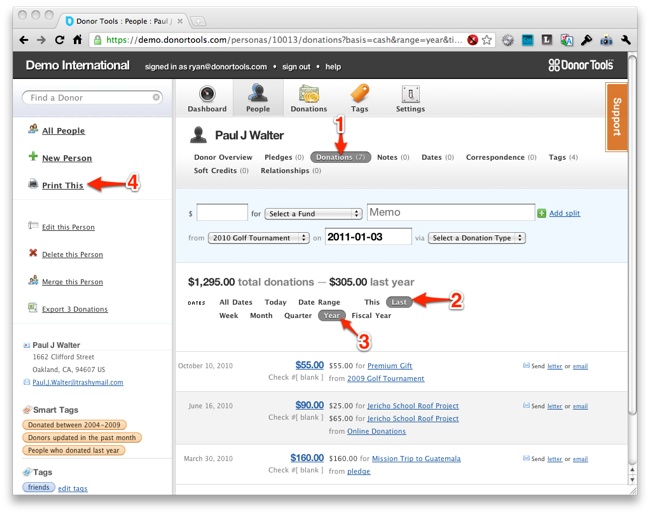 Donor Tools : People : Paul J
https://demo.donortools.com/personas/10013/donations?basis=cash&range=year&ti
Demo International
signed in as ryan@donortools.com • sign out • help
Donor Tools
Find a Donor
All People
New Person
Print This
4
Edit this Person
Delete this Person
Merge this Person
Export 3 Donations
Paul J Walter
1662 Clifford Street
Oakland, CA, 94607 US
Paul.J.Walter@trashymail.com
Smart Tags
Donated between 2004-2009
Donors updated in the past month
People who donated last year
Tags
friends edit tags
Dashboard People Donations Tags Settings
Support
1
Paul J Walter
Donor Overview Pledges (0) Donations (7) Notes (0) Dates (0) Correspondence (0) Tags (4)
Soft Credits (0) Relationships (0)
$ for Select a Fund Memo Add split
from 2010 Golf Tournament on 2011-01-03 via Select a Donation Type
$1,295.00 total donations — $305.00 last year
DATES All Dates Today Date Range This Last 2
Week Month Quarter Year Fiscal Year
3
October 10, 2010 $55.00 $55.00 for Premium Gift Send letter or email
Check #[ blank ] from 2009 Golf Tournament
June 16, 2010 $90.00 $25.00 for Jericho School Roof Project Send letter or email
Check #[ blank ] $65.00 for Jericho School Roof Project
from Online Donations
March 30, 2010 $160.00 $160.00 for Mission Trip to Guatemala Send letter or email
Check #[ blank ] from pledge